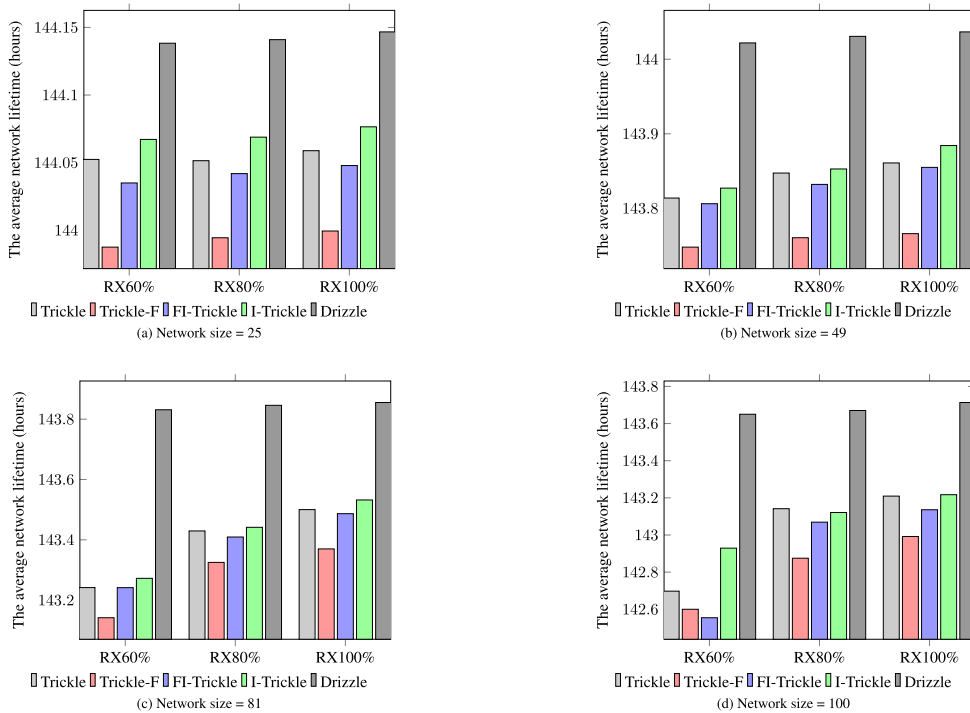 The average network lifetime (hours)
144.15
144.1
144.05
144
RX60% RX80% RX100%
Trickle Trickle-F FI-Trickle I-Trickle Drizzle
(a) Network size = 25
The average network lifetime (hours)
144
143.9
143.8
RX60% RX80% RX100%
Trickle Trickle-F FI-Trickle I-Trickle Drizzle
(b) Network size = 49
The average network lifetime (hours)
143.8
143.6
143.4
143.2
RX60% RX80% RX100%
Trickle Trickle-F FI-Trickle I-Trickle Drizzle
(c) Network size = 81
The average network lifetime (hours)
143.8
143.6
143.4
143.2
143
142.8
142.6
RX60% RX80% RX100%
Trickle Trickle-F FI-Trickle I-Trickle Drizzle
(d) Network size = 100